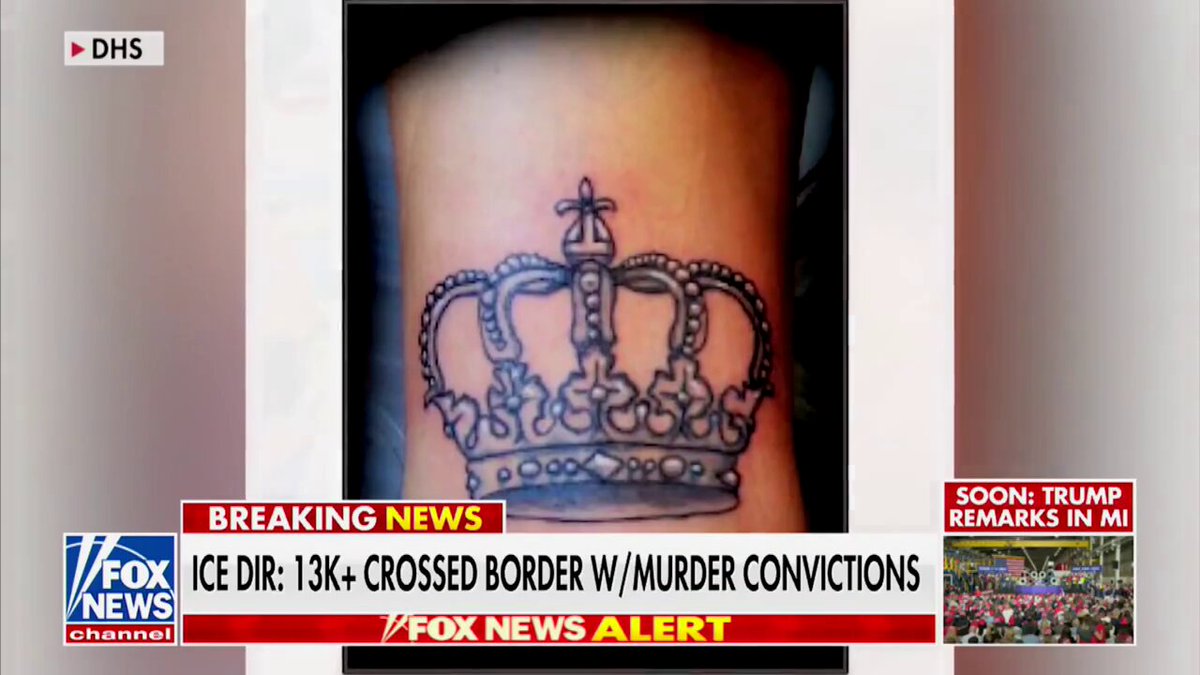 DHS
BREAKING NEWS
ICE DIR: 13K+ CROSSED BORDER W/MURDER CONVICTIONS
FOX NEWS ALERT
FOX
NEWS
channel
SOON: TRUMP
REMARKS IN MI